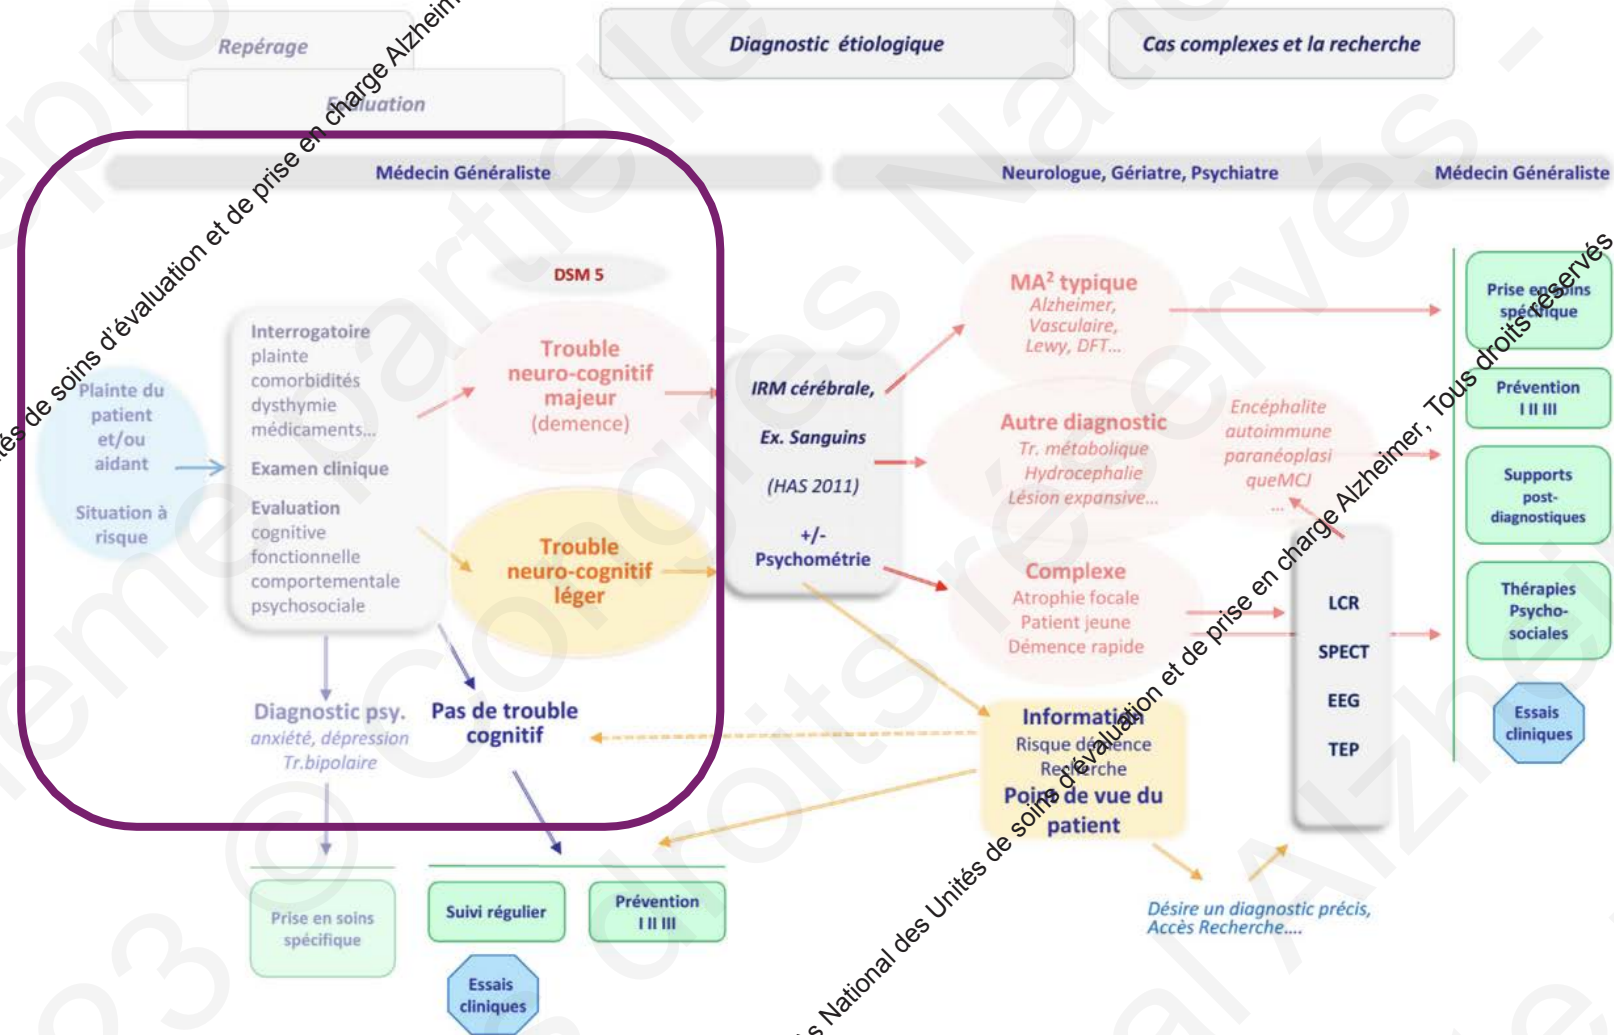 Repérage
Evaluation
Diagnostic étiologique
Cas complexes et la recherche
Médecin Généraliste
Neurologue, Gériatre, Psychiatre
Médecin Généraliste
DSM 5
Plainte du
patient
et/ou
aidant
Situation à
risque
Interrogatoire
plainte
comorbidités
dysthymie
médicaments...
Examen clinique
Evaluation
cognitive
fonctionnelle
comportementale
psychosociale
Trouble
neuro-cognitif
majeur
(demence)
Trouble
neuro-cognitif
léger
Diagnostic psy.
anxiété, dépression
Tr.bipolaire
Pas de trouble
cognitif
IRM cérébrale,
Ex. Sanguins
(HAS 2011)
+/-
Psychométrie
MA² typique
Alzheimer,
Vasculaire,
Lewy, DFT...
Autre diagnostic
Tr. métabolique
Hydrocephalie
Lésion expansive...
Encéphalite
autoimmune
paranéoplasi
queMCJ
...
Complexe
Atrophie focale
Patient jeune
Démence rapide
Information
Risque démence
Recherche
Point de vue du
patient
LCR
SPECT
EEG
TEP
Désire un diagnostic précis,
Accès Recherche....
Prise en soins
spécifique
Prévention
I II III
Supports
post-
diagnostiques
Thérapies
Psycho-
sociales
Essais
cliniques
Prise en soins
spécifique
Suivi régulier
Prévention
I II III
Essais
cliniques
tés de soins d'évaluation et de prise en charge Alzheim
s National des Unités de soins d'évaluation et de prise en charge Alzheimer, Tous droits réservés